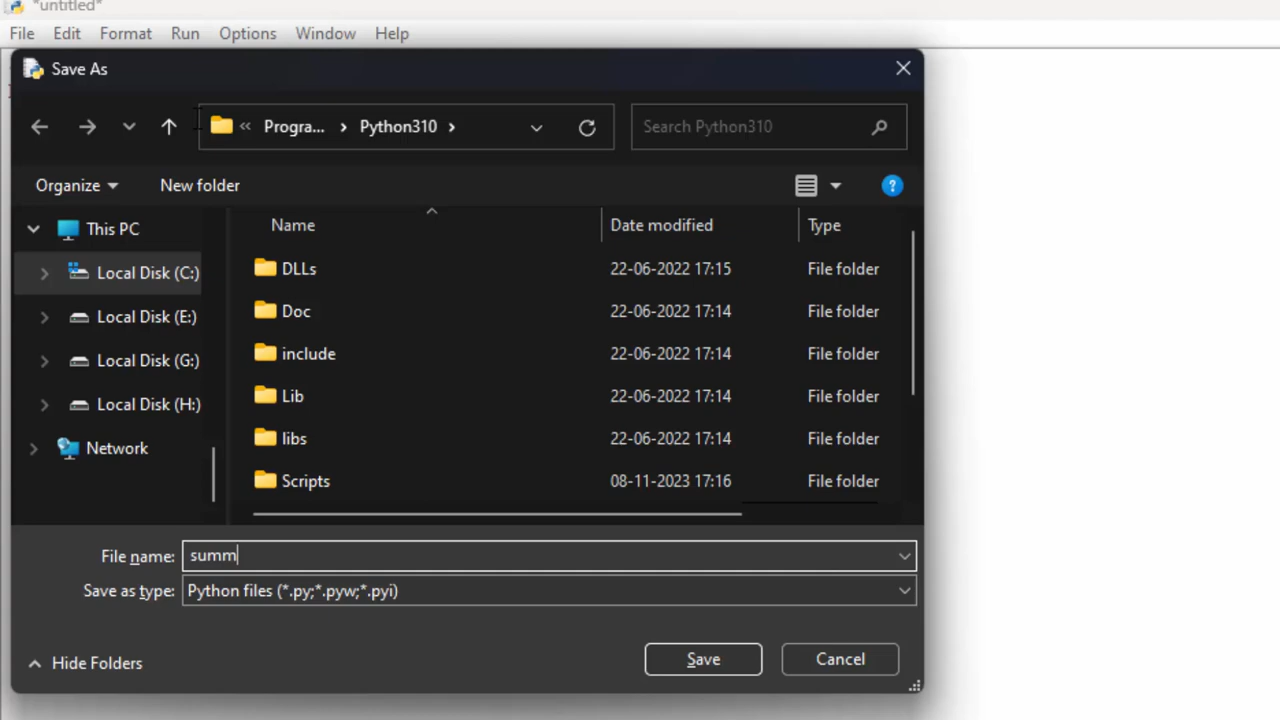 *untitled*
File Edit Format Run Options Window Help
Save As
« Progra... › Python310 ›
Search Python310
Organize New folder ?
Name Date modified Type
This PC
Local Disk (C:)
Local Disk (E:)
Local Disk (G:)
Local Disk (H:)
Network
DLLs 22-06-2022 17:15 File folder
Doc 22-06-2022 17:14 File folder
include 22-06-2022 17:14 File folder
Lib 22-06-2022 17:14 File folder
libs 22-06-2022 17:14 File folder
Scripts 08-11-2023 17:16 File folder
File name: summ
Save as type: Python files (*.py;*.pyw;*.pyi)
Hide Folders Save Cancel